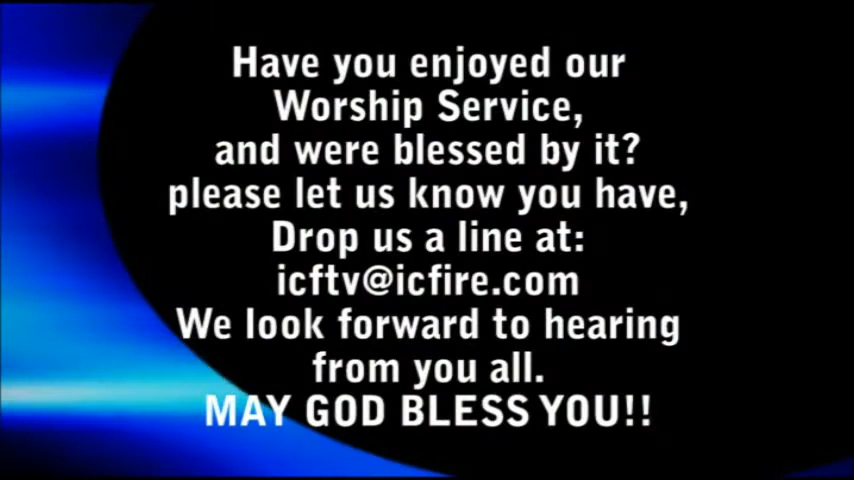 Have you enjoyed our
Worship Service,
and were blessed by it?
please let us know you have,
Drop us a line at:
icftv@icfire.com
We look forward to hearing
from you all.
MAY GOD BLESS YOU!!